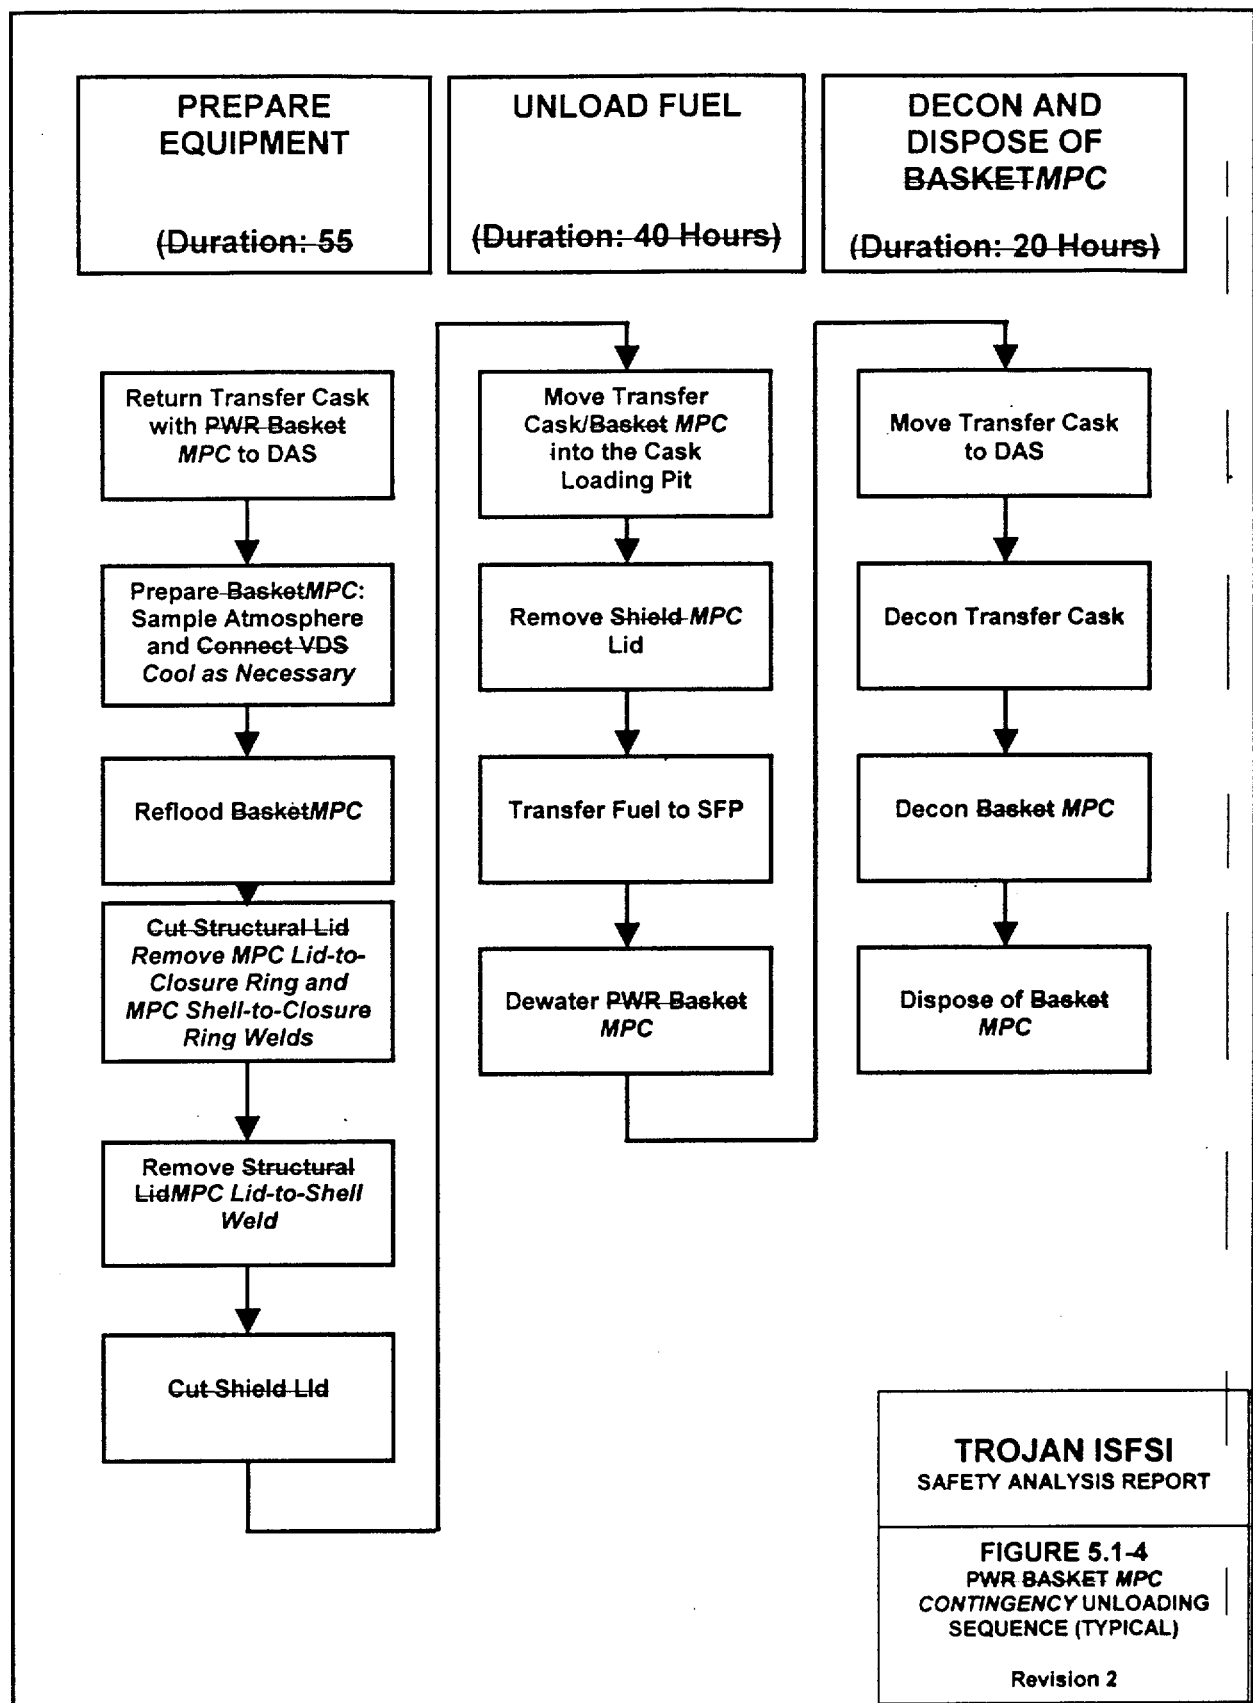 PREPARE
EQUIPMENT
(Duration: 55
UNLOAD FUEL
(Duration: 40 Hours)
DECON AND
DISPOSE OF
BASKETMPC
(Duration: 20 Hours)
Return Transfer Cask
with PWR Basket
MPC to DAS
Prepare BasketMPC:
Sample Atmosphere
and Connect VDS
Cool as Necessary
Reflood BasketMPC
Cut Structural Lid
Remove MPC Lid-to-
Closure Ring and
MPC Shell-to-Closure
Ring Welds
Remove Structural
LidMPC Lid-to-Shell
Weld
Cut Shield Lid
Move Transfer
Cask/Basket MPC
into the Cask
Loading Pit
Remove Shield MPC
Lid
Transfer Fuel to SFP
Dewater PWR Basket
MPC
Move Transfer Cask
to DAS
Decon Transfer Cask
Decon Basket MPC
Dispose of Basket
MPC
TROJAN ISFSI
SAFETY ANALYSIS REPORT
FIGURE 5.1-4
PWR BASKET MPC
CONTINGENCY UNLOADING
SEQUENCE (TYPICAL)
Revision 2